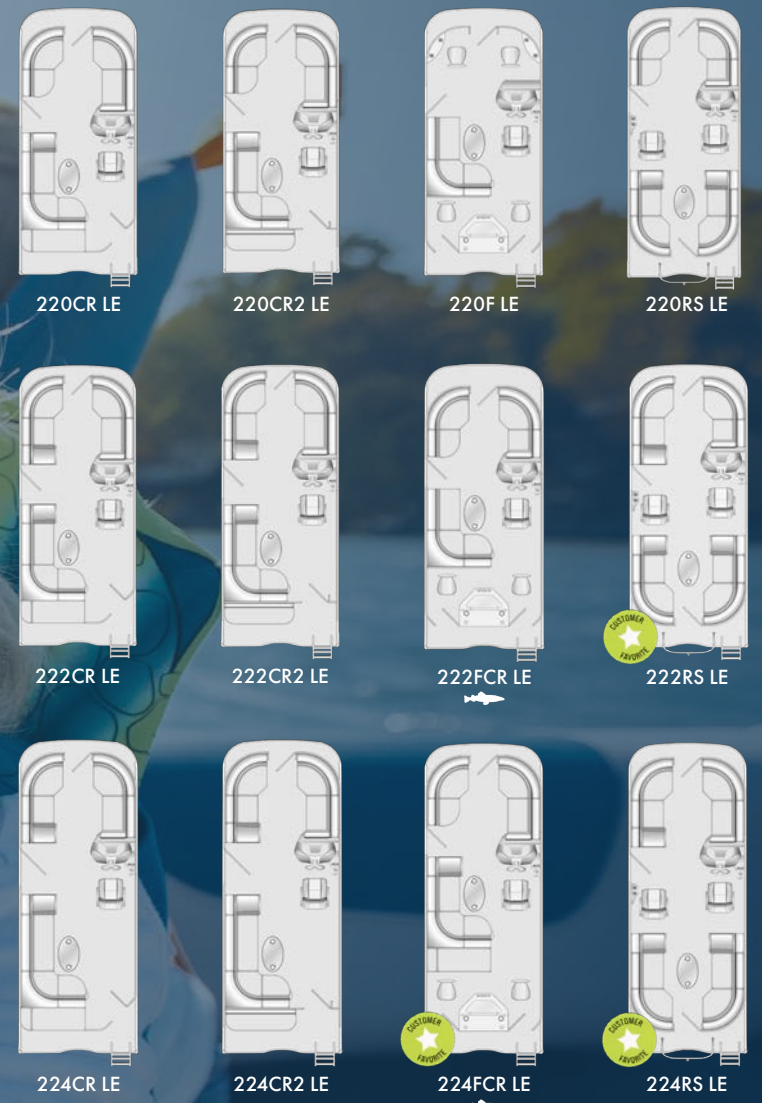 220CR LE
220CR2 LE
220F LE
220RS LE
222CR LE
222CR2 LE
222FCR LE
222RS LE
CUSTOMER
FAVORITE
224CR LE
224CR2 LE
224FCR LE
CUSTOMER
FAVORITE
224RS LE
CUSTOMER
FAVORITE